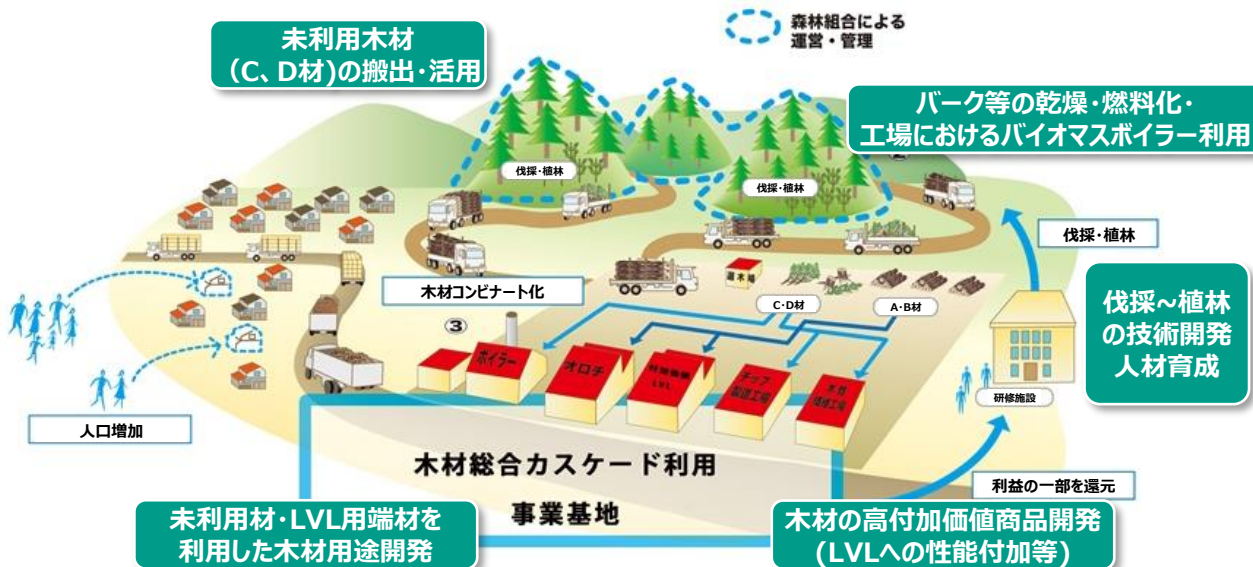 森林組合による
運営・管理
未利用木材
（C、D材)の搬出・活用
バーク等の乾燥・燃料化・
工場におけるバイオマスボイラー利用
伐採・植林
伐採・植林
伐採・植林
木材コンビナート化
C・D材
A・B材
③
伐採~植林
の技術開発
人材育成
ボイラー
オロチ
LVL
チップ
製造工場
研修施設
人口増加
木材総合カスケード利用
事業基地
利益の一部を還元
未利用材・LVL用端材を
利用した木材用途開発
木材の高付加価値商品開発
(LVLへの性能付加等)